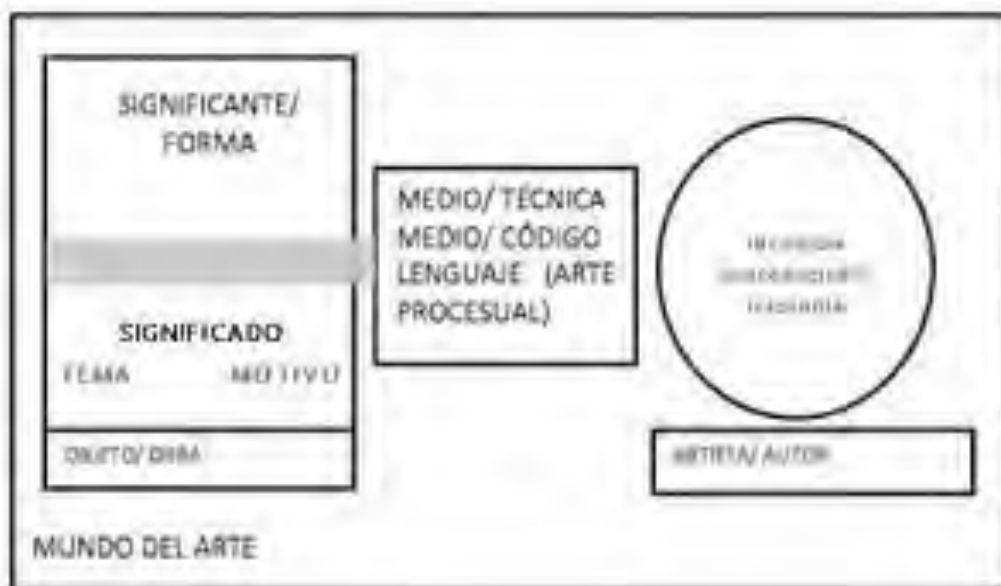 SIGNIFICANTE/
FORMA
SIGNIFICADO
TEMA MOTIVO
OBJETO/ OBRA
MEDIO/ TÉCNICA
MEDIO/ CÓDIGO
LENGUAJE (ARTE
PROCESUAL)
ARTISTA/ AUTOR
MUNDO DEL ARTE